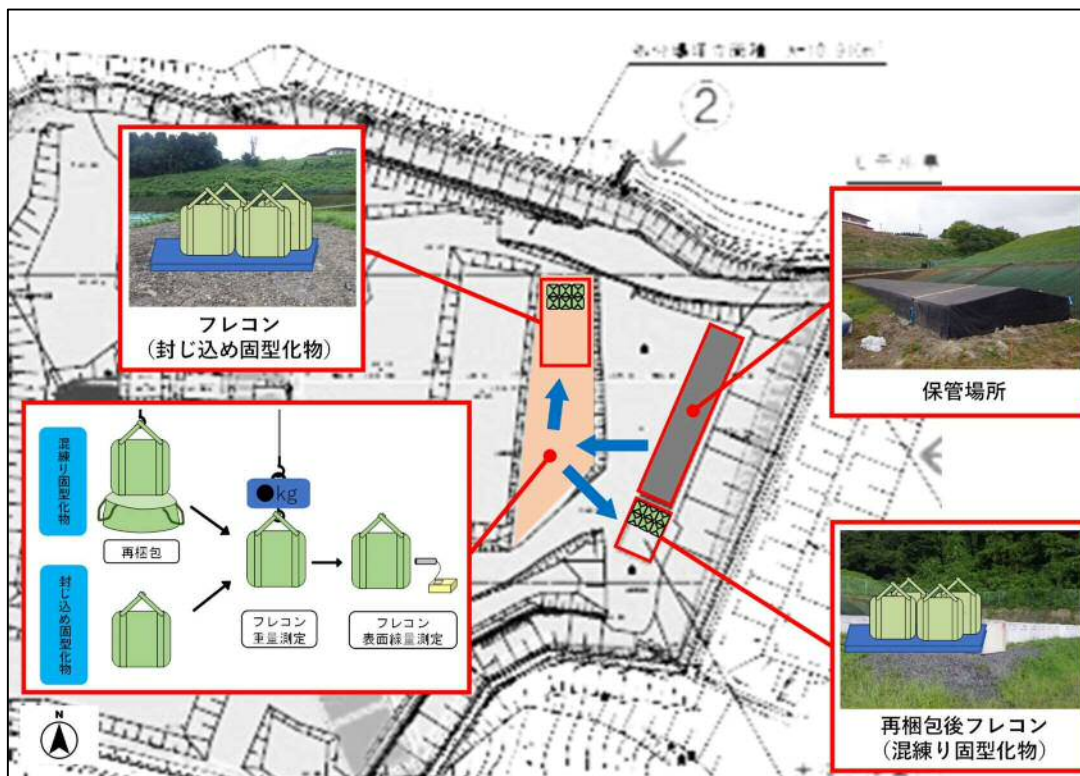 ②
フレコン
(封じ込め固型化物)
保管場所
混練り固型化物
再梱包
●kg
封じ込め固型化物
フレコン
重量測定
フレコン
表面線量測定
再梱包後フレコン
(混練り固型化物)
N